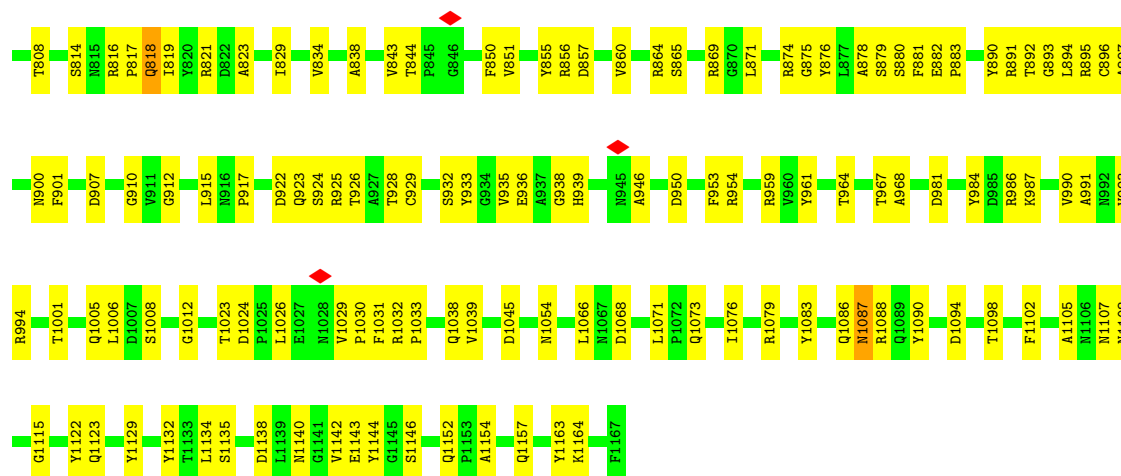 T808 S814 N815 R816 P817 Q818 I819 Y820 R821 D822 A823 I829 V834 A838 V843 T844 P845 G846 F850 V851 Y855 R856 D857 V860 R864 S865 R869 G870 L871 R874 G875 Y876 L877 A878 S879 S880 F881 E882 P883 Y890 R891 T892 G893 L894 R895 C896
N900 F901 D907 G910 V911 G912 L915 N916 P917 D922 Q923 S924 R925 T926 A927 T928 C929 S932 Y933 G934 V935 E936 A937 G938 H939 N945 A946 D950 F953 R954 R959 V960 Y961 T964 T967 A968 D981 Y984 D985 R986 K987 V990 A991 N992
R994 T1001 Q1005 L1006 D1007 S1008 G1012 T1023 D1024 P1025 L1026 E1027 N1028 V1029 P1030 F1031 R1032 P1033 Q1038 V1039 D1045 N1054 L1066 N1067 D1068 L1071 P1072 Q1073 I1076 R1079 Y1083 Q1086 N1087 R1088 Q1089 Y1090 D1094 T1098 F1102 A1105 N1106 N1107
G1115 Y1122 Q1123 Y1129 Y1132 T1133 L1134 S1135 D1138 L1139 N1140 G1141 V1142 E1143 Y1144 G1145 S1146 Q1152 P1153 A1154 Q1157 Y1163 K1164 F1167